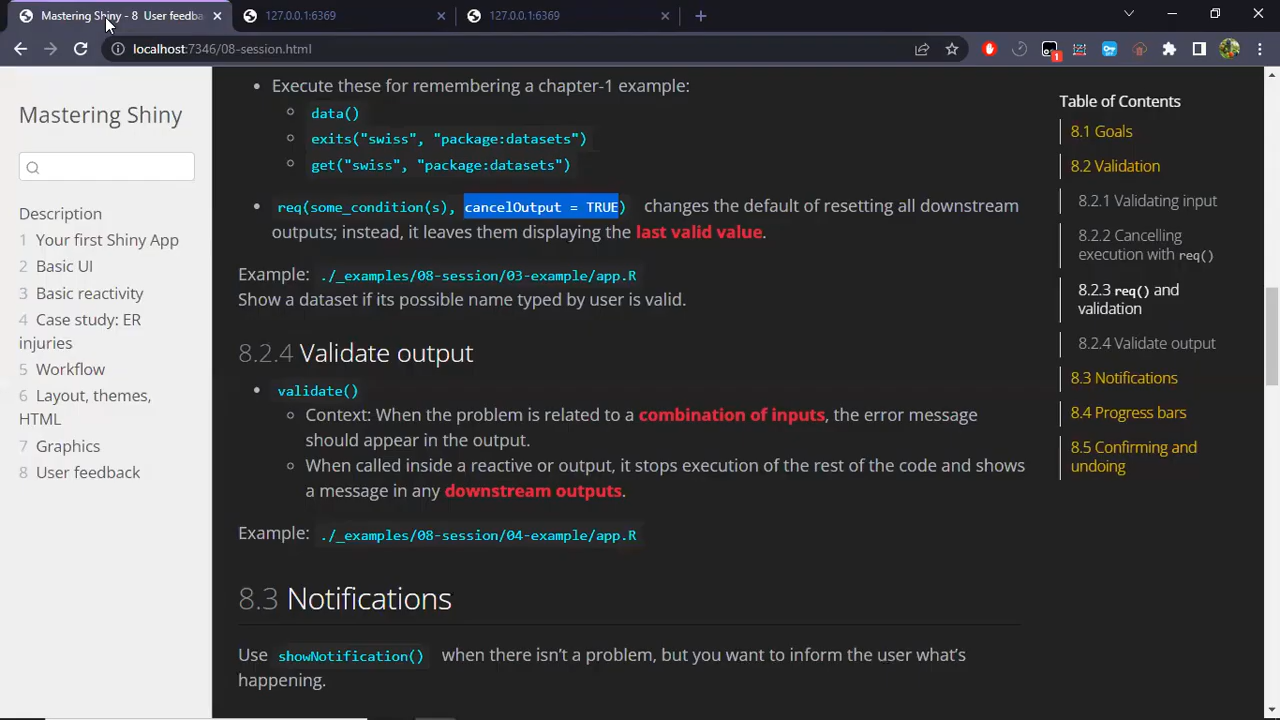 Mastering Shiny - 8 User feedba
127.0.0.1:6369
127.0.0.1:6369
localhost:7346/08-session.html
1
Mastering Shiny
Description
1 Your first Shiny App
2 Basic UI
3 Basic reactivity
4 Case study: ER
injuries
5 Workflow
6 Layout, themes,
HTML
7 Graphics
8 User feedback
Execute these for remembering a chapter-1 example:
data()
exits("swiss", "package:datasets")
get("swiss", "package:datasets")
req(some_condition(s), cancelOutput = TRUE) changes the default of resetting all downstream
outputs; instead, it leaves them displaying the last valid value.
Example: ./_examples/08-session/03-example/app.R
Show a dataset if its possible name typed by user is valid.
8.2.4 Validate output
validate()
Context: When the problem is related to a combination of inputs, the error message
should appear in the output.
When called inside a reactive or output, it stops execution of the rest of the code and shows
a message in any downstream outputs.
Example: ./_examples/08-session/04-example/app.R
8.3 Notifications
Use showNotification() when there isn't a problem, but you want to inform the user what's
happening.
Table of Contents
8.1 Goals
8.2 Validation
8.2.1 Validating input
8.2.2 Cancelling
execution with req()
8.2.3 req() and
validation
8.2.4 Validate output
8.3 Notifications
8.4 Progress bars
8.5 Confirming and
undoing